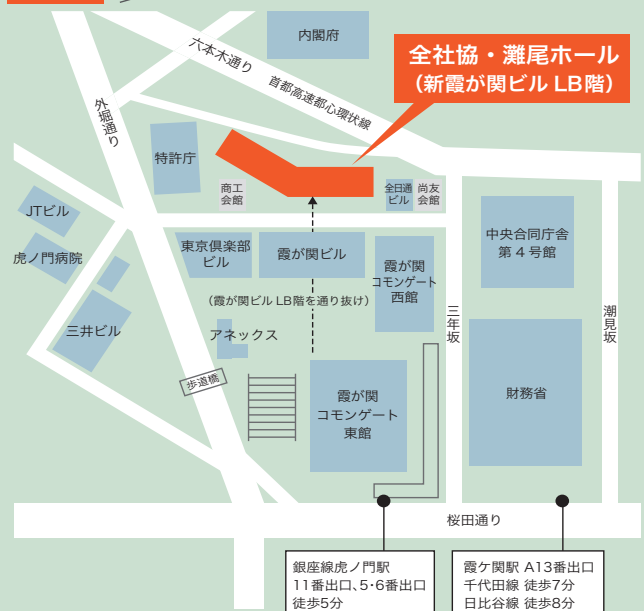 内閣府
六本木通り
首都高速都心環状線
全社協・灘尾ホール
（新霞が関ビル LB階）
外堀通り
特許庁
商工
会館
全日通
ビル
尚友
会館
JTビル
虎ノ門病院
三井ビル
東京倶楽部
ビル
霞が関ビル
霞が関
コモンゲート
西館
中央合同庁舎
第４号館
（霞が関ビル LB階を通り抜け）
アネックス
三年坂
潮見坂
歩道橋
霞が関
コモンゲート
東館
財務省
桜田通り
銀座線虎ノ門駅
11番出口、5・6番出口
徒歩5分
霞ケ関駅 A13番出口
千代田線 徒歩7分
日比谷線 徒歩8分